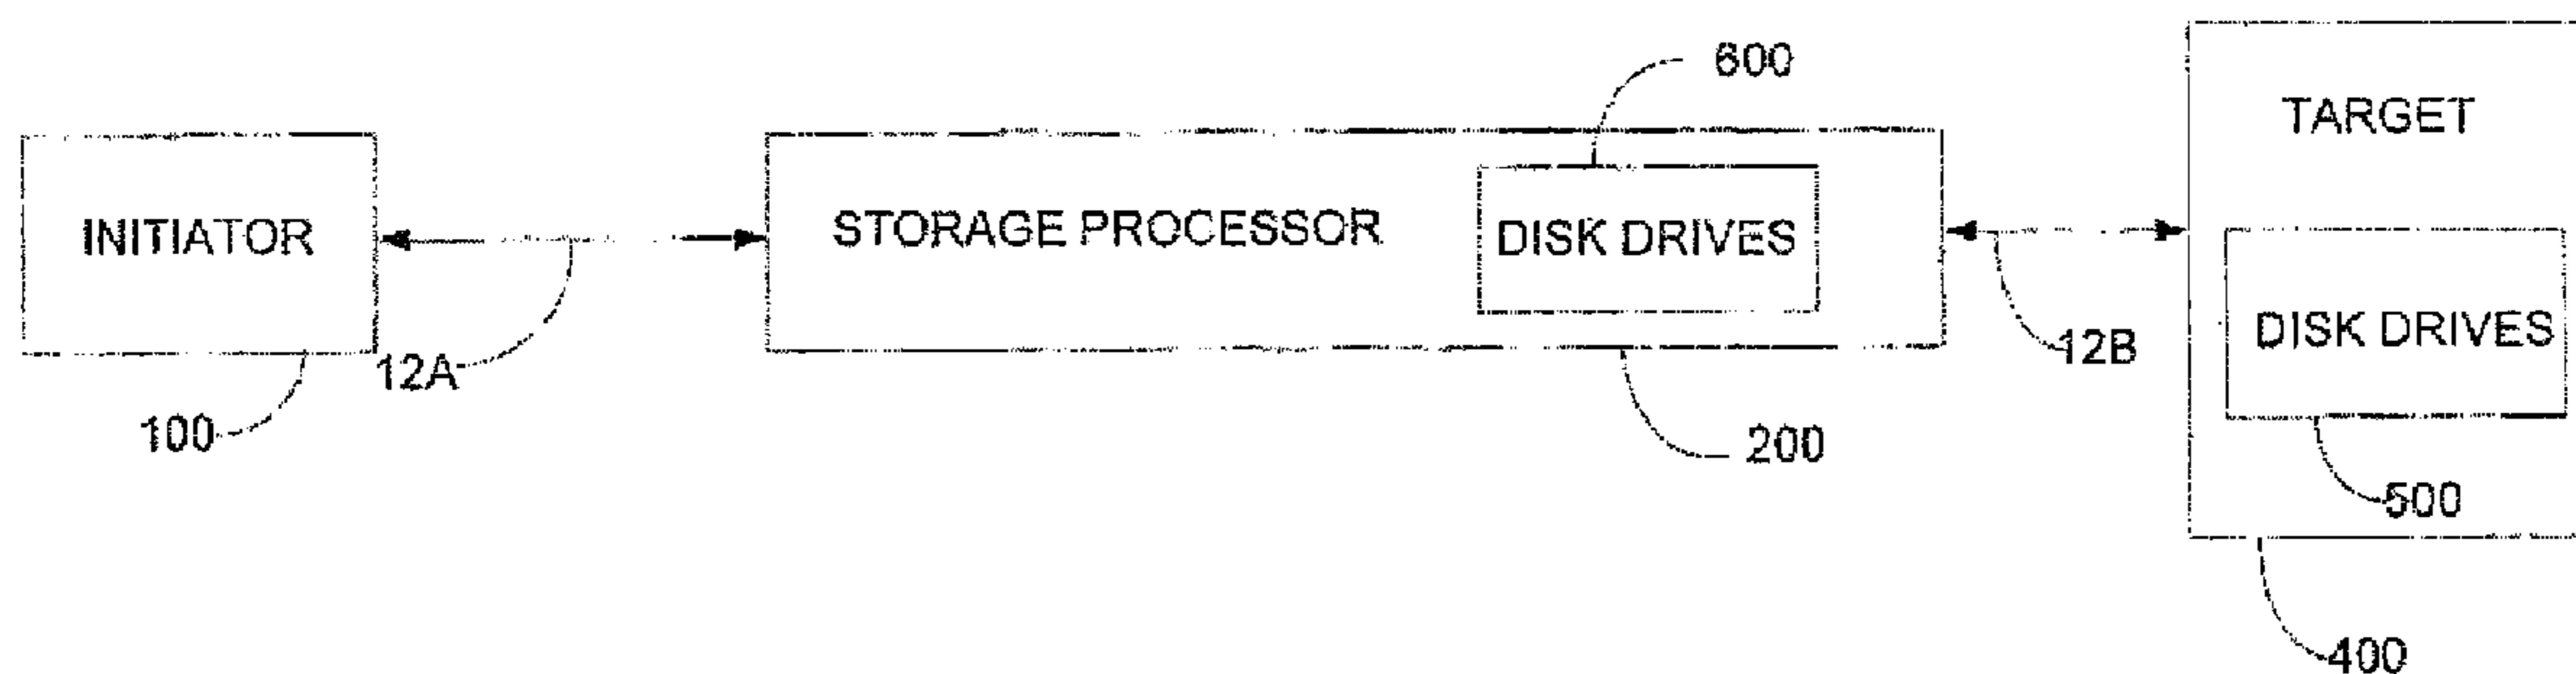 600
TARGET
INITIATOR
STORAGE PROCESSOR
DISK DRIVES
DISK DRIVES
12A
12B
100
200
500
400